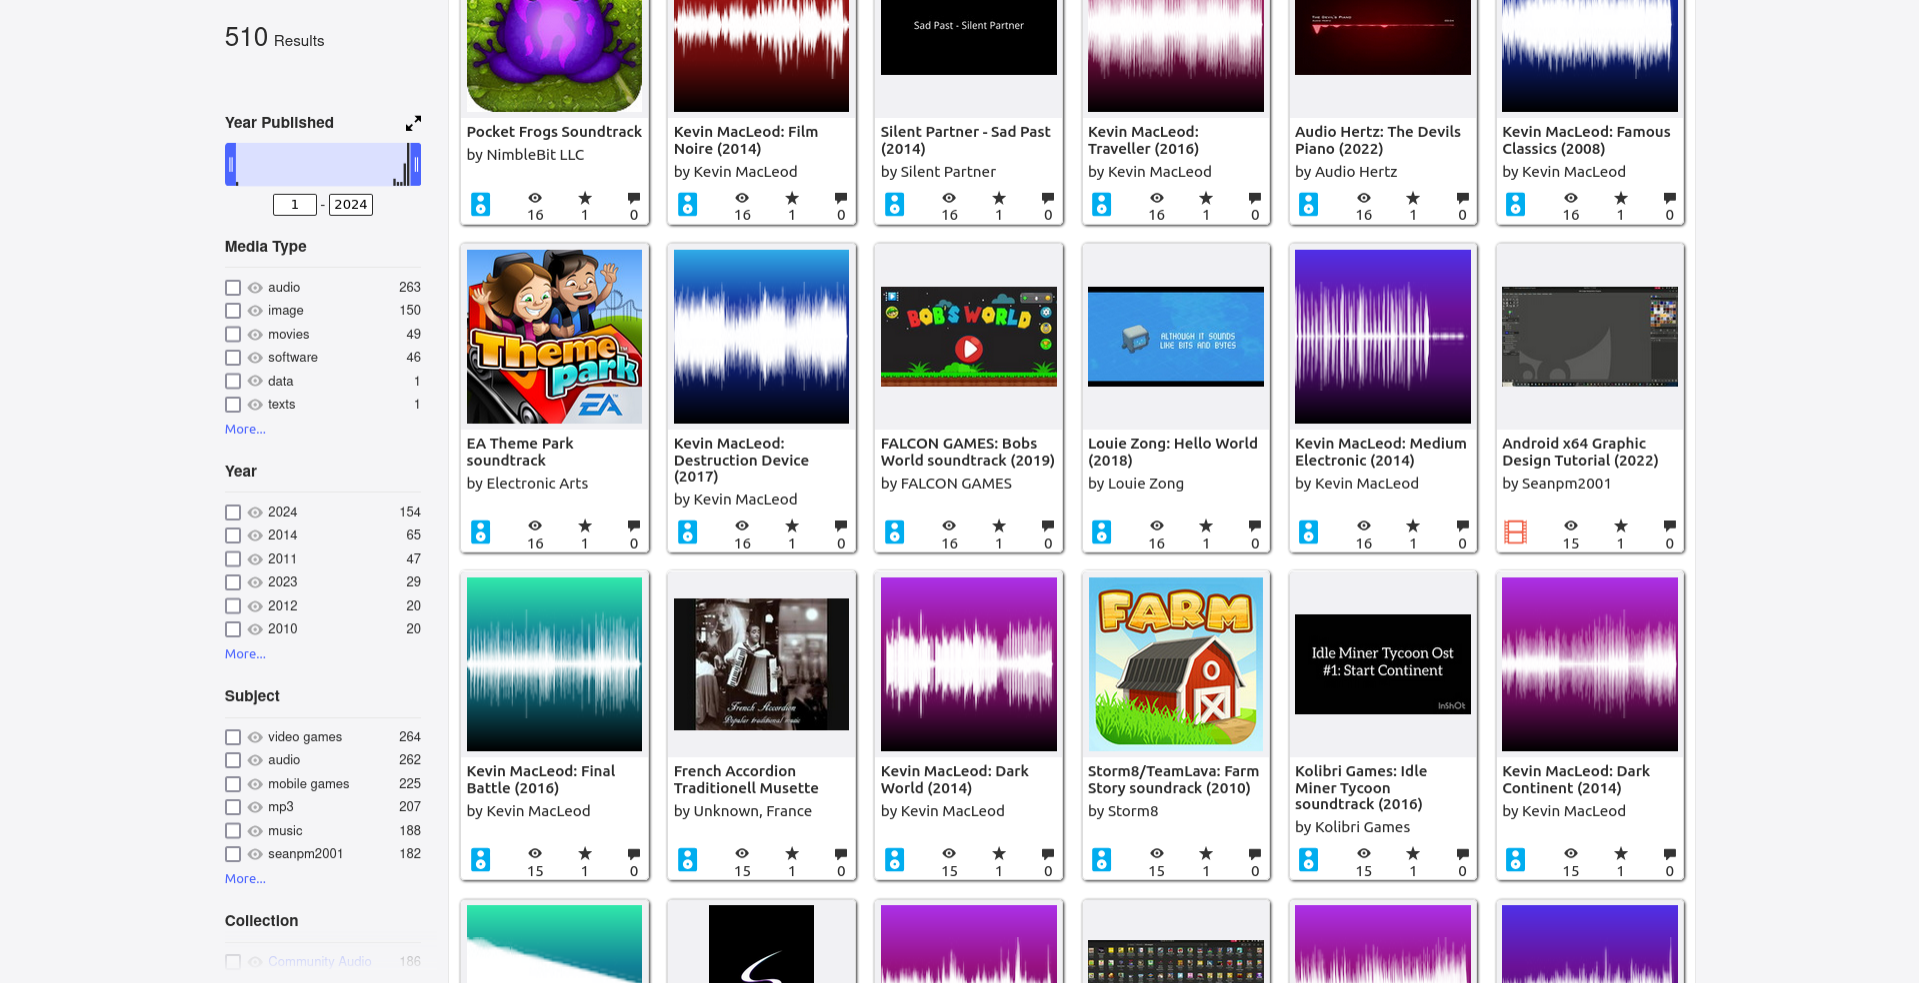 510 Results
Year Published
1 - 2024
Media Type
audio 263
image 150
movies 49
software 46
data 1
texts 1
More...
Year
2024 154
2014 65
2011 47
2023 29
2012 20
2010 20
More...
Subject
video games 264
audio 262
mobile games 225
mp3 207
music 188
seanpm2001 182
More...
Collection
Community Audio 186
Pocket Frogs Soundtrack
by NimbleBit LLC
16 1 0
Kevin MacLeod: Film
Noire (2014)
by Kevin MacLeod
16 1 0
Sad Past - Silent Partner
Silent Partner - Sad Past
(2014)
by Silent Partner
16 1 0
Kevin MacLeod:
Traveller (2016)
by Kevin MacLeod
16 1 0
THE DEVIL'S PIANO
Audio Hertz: The Devils
Piano (2022)
by Audio Hertz
16 1 0
Kevin MacLeod: Famous
Classics (2008)
by Kevin MacLeod
16 1 0
Theme
park
EA
EA Theme Park
soundtrack
by Electronic Arts
16 1 0
Kevin MacLeod:
Destruction Device
(2017)
by Kevin MacLeod
16 1 0
BOB'S WORLD
FALCON GAMES: Bobs
World soundtrack (2019)
by FALCON GAMES
16 1 0
ALTHOUGH IT SOUNDS
LIKE BITS AND BYTES
Louie Zong: Hello World
(2018)
by Louie Zong
16 1 0
Kevin MacLeod: Medium
Electronic (2014)
by Kevin MacLeod
16 1 0
Android x64 Graphic
Design Tutorial (2022)
by Seanpm2001
15 1 0
Kevin MacLeod: Final
Battle (2016)
by Kevin MacLeod
15 1 0
French Accordion
Popular traditional music
French Accordion
Traditionell Musette
by Unknown, France
15 1 0
Kevin MacLeod: Dark
World (2014)
by Kevin MacLeod
15 1 0
FARM
Storm8/TeamLava: Farm
Story soundtrack (2010)
by Storm8
15 1 0
Idle Miner Tycoon Ost
#1: Start Continent
InShOt
Kolibri Games: Idle
Miner Tycoon
soundtrack (2016)
by Kolibri Games
15 1 0
Kevin MacLeod: Dark
Continent (2014)
by Kevin MacLeod
15 1 0